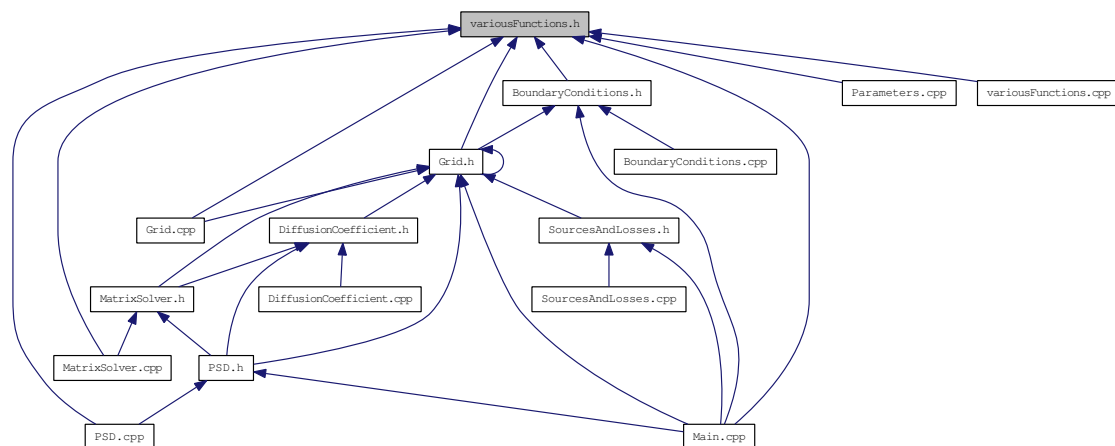 variousFunctions.h
BoundaryConditions.h
Parameters.cpp
variousFunctions.cpp
Grid.h
BoundaryConditions.cpp
Grid.cpp
DiffusionCoefficient.h
SourcesAndLosses.h
MatrixSolver.h
DiffusionCoefficient.cpp
SourcesAndLosses.cpp
MatrixSolver.cpp
PSD.h
PSD.cpp
Main.cpp